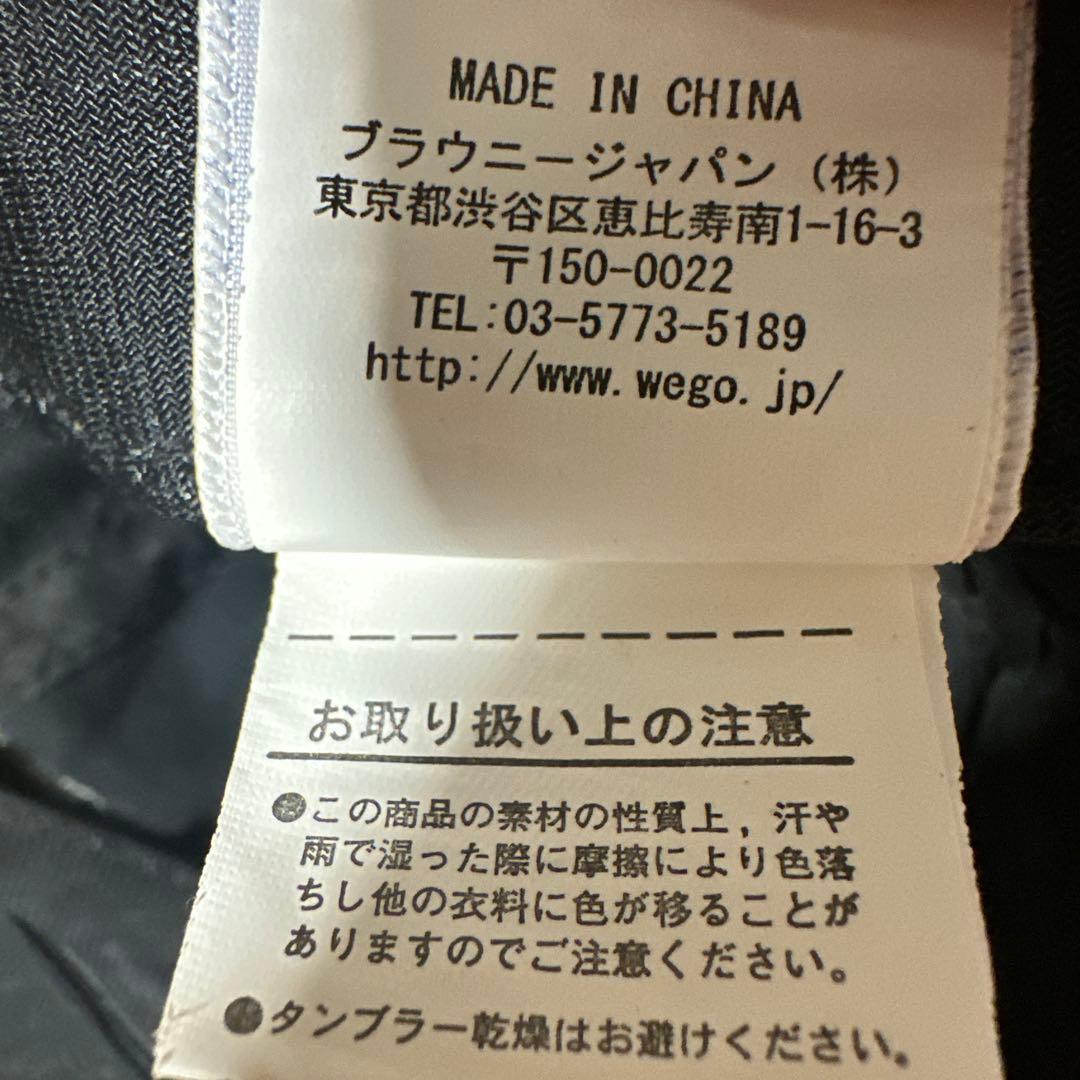 MADE IN CHINA
ブラウニージャパン(株)
東京都渋谷区恵比寿南1-16-3
〒150-0022
TEL:03-5773-5189
http://www.wego.jp/
お取り扱い上の注意
●この商品の素材の性質上,汗や
雨で湿った際に摩擦により色落
ちし他の衣料に色が移ることが
ありますのでご注意ください。
●タンブラー乾燥はお避けください。